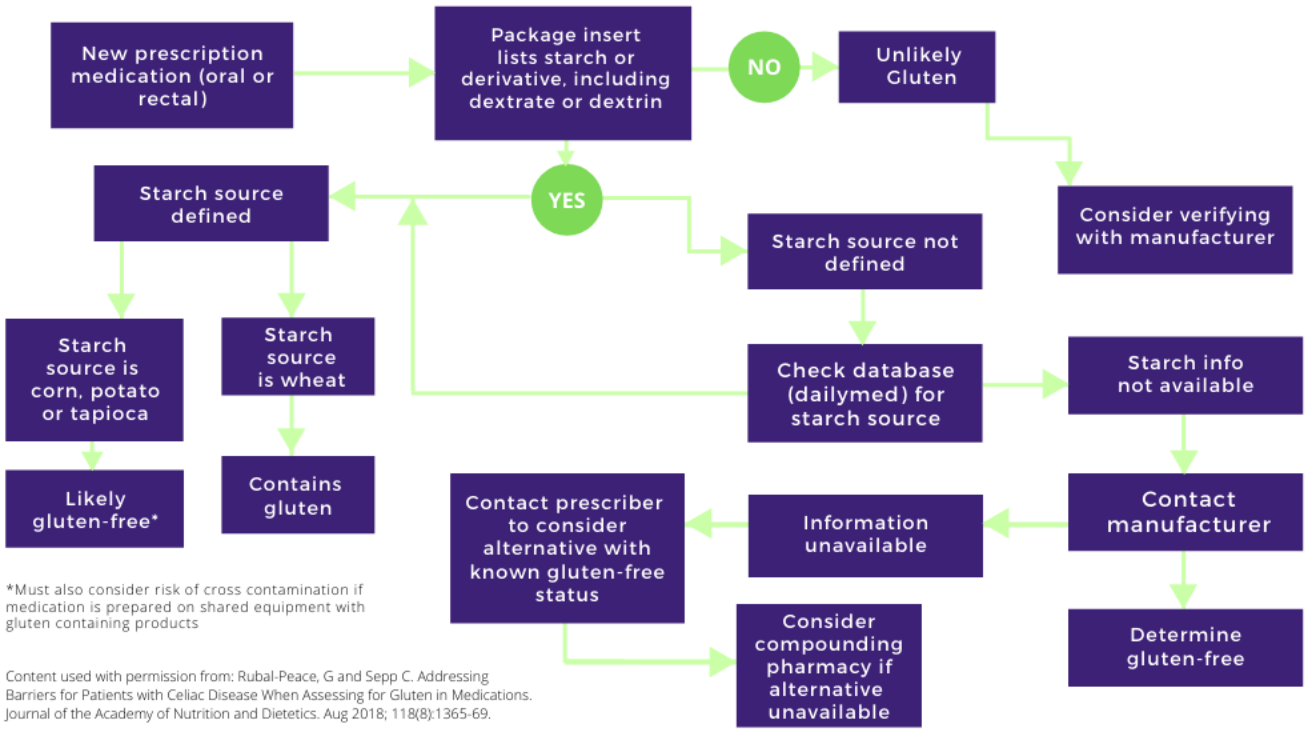 New prescription
medication (oral or
rectal)
Package insert
lists starch or
derivative, including
dextrate or dextrin
NO
Unlikely
Gluten
Consider verifying
with manufacturer
YES
Starch source
defined
Starch source not
defined
Starch
source is
corn, potato
or tapioca
Starch
source
is wheat
Check database
(dailymed) for
starch source
Starch info
not available
Likely
gluten-free*
Contains
gluten
Contact
manufacturer
Information
unavailable
Contact prescriber
to consider
alternative with
known gluten-free
status
Determine
gluten-free
Consider
compounding
pharmacy if
alternative
unavailable
*Must also consider risk of cross contamination if
medication is prepared on shared equipment with
gluten containing products
Content used with permission from: Rubal-Peace, G and Sepp C. Addressing
Barriers for Patients with Celiac Disease When Assessing for Gluten in Medications.
Journal of the Academy of Nutrition and Dietetics. Aug 2018; 118(8):1365-69.